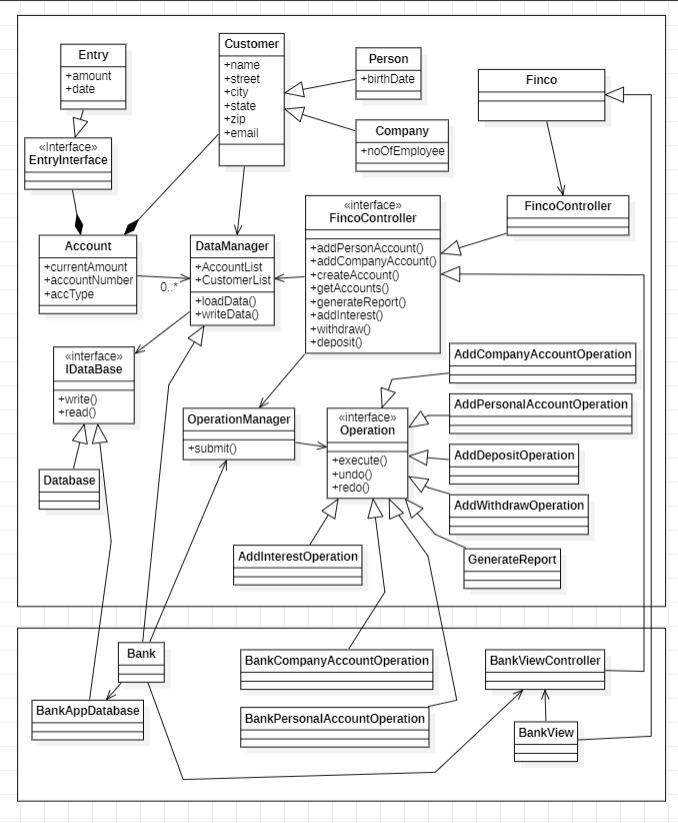 Entry
+amount
+date
Customer
+name
+street
+city
+state
+zip
+email
Person
+birthDate
Company
+noOfEmployee
Finco
«Interface»
EntryInterface
«interface»
FincoController
+addPersonAccount()
+addCompanyAccount()
+createAccount()
+getAccounts()
+generateReport()
+addInterest()
+withdraw()
+deposit()
FincoController
Account
+currentAmount
+accountNumber
+accType
0..*
DataManager
+AccountList
+CustomerList
+loadData()
+writeData()
«interface»
IDataBase
+write()
+read()
OperationManager
+submit()
«interface»
Operation
+execute()
+undo()
+redo()
AddCompanyAccountOperation
AddPersonalAccountOperation
AddDepositOperation
AddWithdrawOperation
GenerateReport
Database
AddInterestOperation
Bank
BankCompanyAccountOperation
BankViewController
BankAppDatabase
BankPersonalAccountOperation
BankView